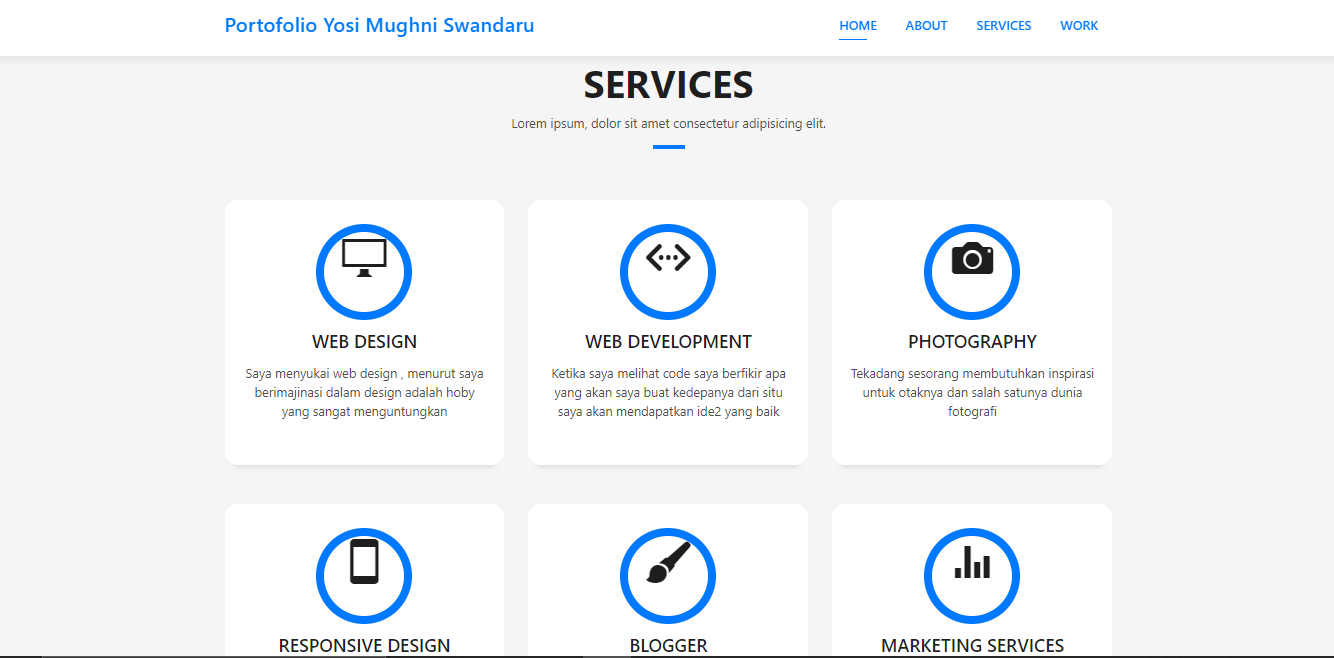 Portofolio Yosi Mughni Swandaru
HOME ABOUT SERVICES WORK
SERVICES
Lorem ipsum, dolor sit amet consectetur adipisicing elit.
WEB DESIGN
Saya menyukai web design , menurut saya
berimajinasi dalam design adalah hoby
yang sangat menguntungkan
WEB DEVELOPMENT
Ketika saya melihat code saya berfikir apa
yang akan saya buat kedepanya dari situ
saya akan mendapatkan ide2 yang baik
PHOTOGRAPHY
Tekadang sesorang membutuhkan inspirasi
untuk otaknya dan salah satunya dunia
fotografi
RESPONSIVE DESIGN
BLOGGER
MARKETING SERVICES